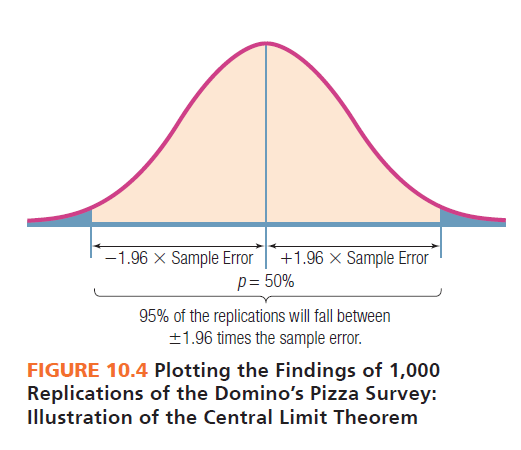 −1.96 × Sample Error +1.96 × Sample Error
p = 50%
95% of the replications will fall between
±1.96 times the sample error.
FIGURE 10.4 Plotting the Findings of 1,000
Replications of the Domino’s Pizza Survey:
Illustration of the Central Limit Theorem